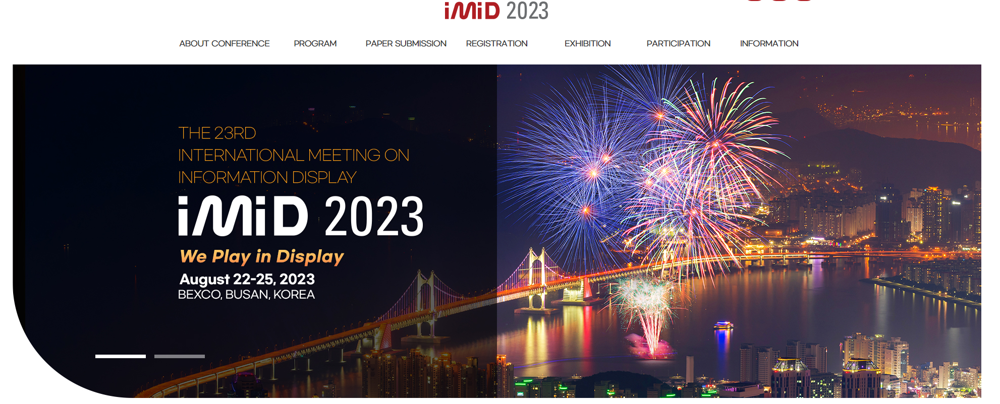 iMiD 2023
ABOUT CONFERENCE PROGRAM PAPER SUBMISSION REGISTRATION EXHIBITION PARTICIPATION INFORMATION
THE 23RD
INTERNATIONAL MEETING ON
INFORMATION DISPLAY
iMiD 2023
We Play in Display
August 22-25, 2023
BEXCO, BUSAN, KOREA